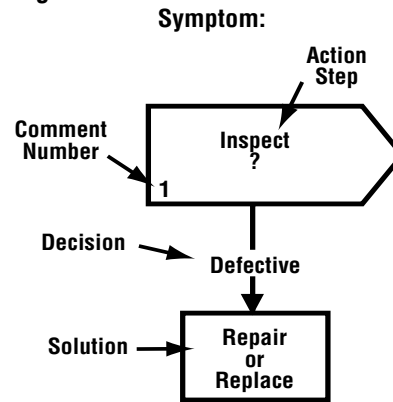 Symptom:
Action
Step
Comment
Number
Inspect
?
1
Decision
Defective
Solution
Repair
or
Replace